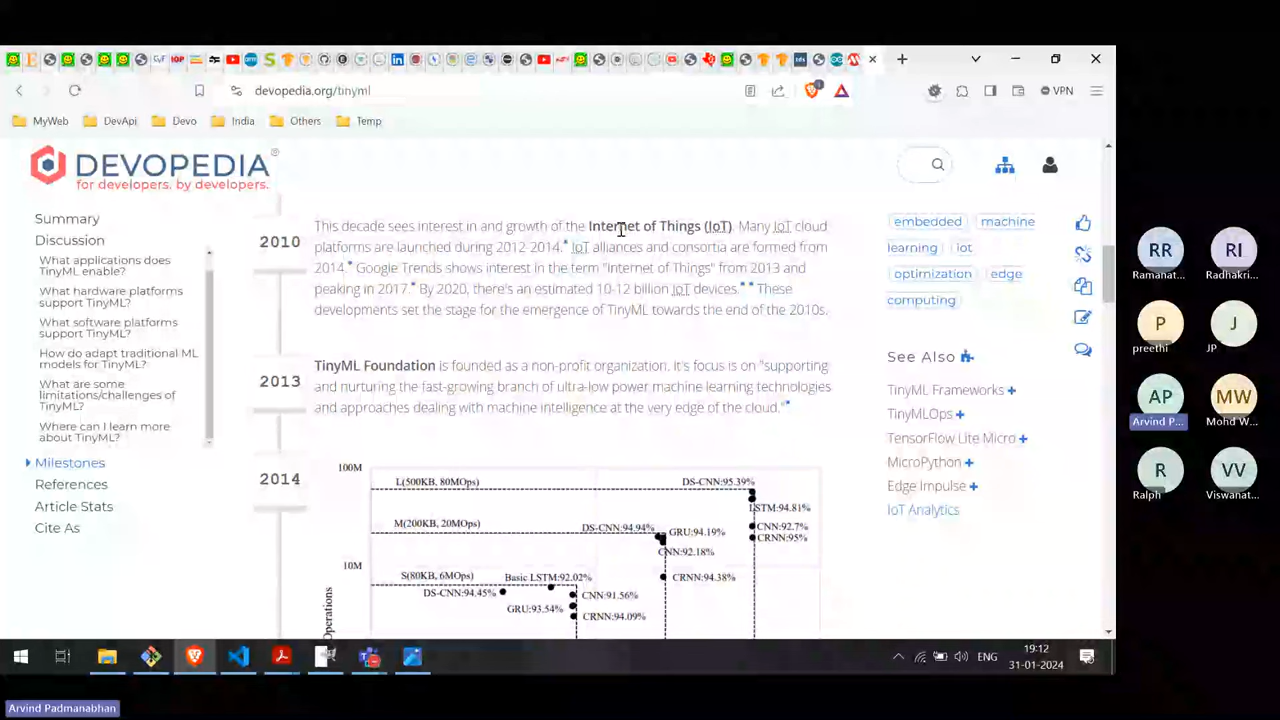 devopedia.org/tinyml
VPN
MyWeb
DevApi
Devo
India
Others
Temp
DEVOPEDIA
for developers. by developers.
Summary
Discussion
What applications does
TinyML enable?
What hardware platforms
support TinyML?
What software platforms
support TinyML?
How do adapt traditional ML
models for TinyML?
What are some
limitations/challenges of
TinyML?
Where can I learn more
about TinyML?
Milestones
References
Article Stats
Cite As
2010
This decade sees interest in and growth of the Internet of Things (IoT). Many IoT cloud
platforms are launched during 2012-2014.* IoT alliances and consortia are formed from
2014.* Google Trends shows interest in the term "Internet of Things" from 2013 and
peaking in 2017.* By 2020, there's an estimated 10-12 billion IoT devices.* * These
developments set the stage for the emergence of TinyML towards the end of the 2010s.
2013
TinyML Foundation is founded as a non-profit organization. It's focus is on "supporting
and nurturing the fast-growing branch of ultra-low power machine learning technologies
and approaches dealing with machine intelligence at the very edge of the cloud."*
2014
100M
L(500KB, 80MOps)
DS-CNN:95.39%
LSTM:94.81%
M(200KB, 20MOps)
DS-CNN:94.94%
GRU:94.19%
CNN:92.7%
CRNN:95%
CNN:92.18%
10M
S(80KB, 6MOps)
Basic LSTM:92.02%
CRNN:94.38%
DS-CNN:94.45%
CNN:91.56%
GRU:93.54%
CRNN:94.09%
Operations
embedded
machine
learning
iot
optimization
edge
computing
See Also
TinyML Frameworks +
TinyMLOps +
TensorFlow Lite Micro +
MicroPython +
Edge Impulse +
IoT Analytics
RR
Ramanat...
RI
Radhakri...
P
preethi
J
JP
AP
Arvind P...
MW
Mohd W...
R
Ralph
VV
Viswanat...
ENG
19:12
31-01-2024
Arvind Padmanabhan